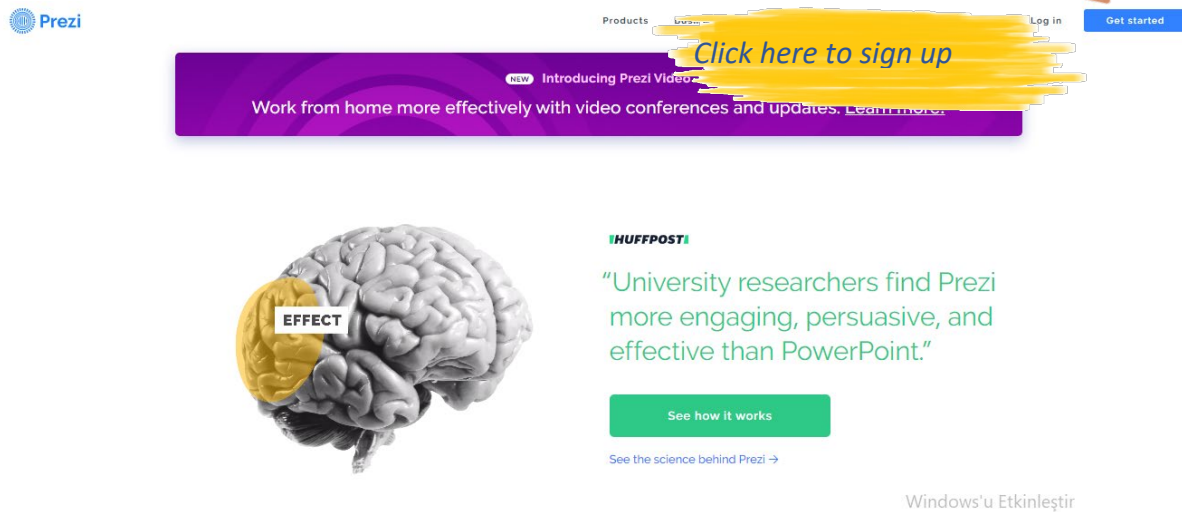 Prezi
Products
Log in
Get started
Click here to sign up
NEW Introducing Prezi Video
Work from home more effectively with video conferences and updates. Learn more.
HUFFPOST
EFFECT
“University researchers find Prezi
more engaging, persuasive, and
effective than PowerPoint.”
See how it works
See the science behind Prezi →
Windows'u Etkinleştir